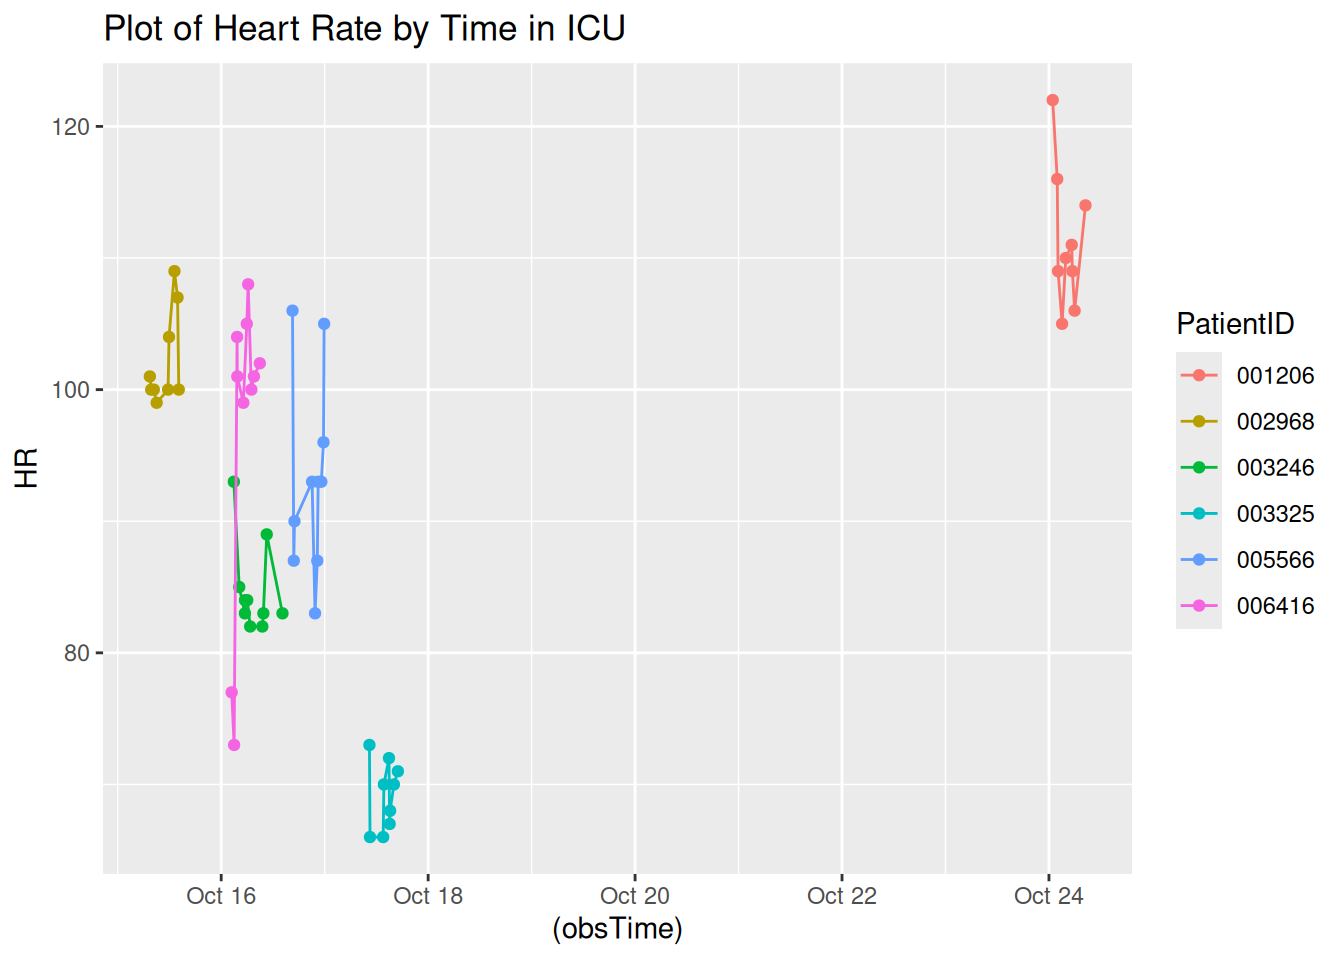 Plot of Heart Rate by Time in ICU
120
100
80
HR
Oct 16
Oct 18
Oct 20
Oct 22
Oct 24
(obsTime)
PatientID
001206
002968
003246
003325
005566
006416